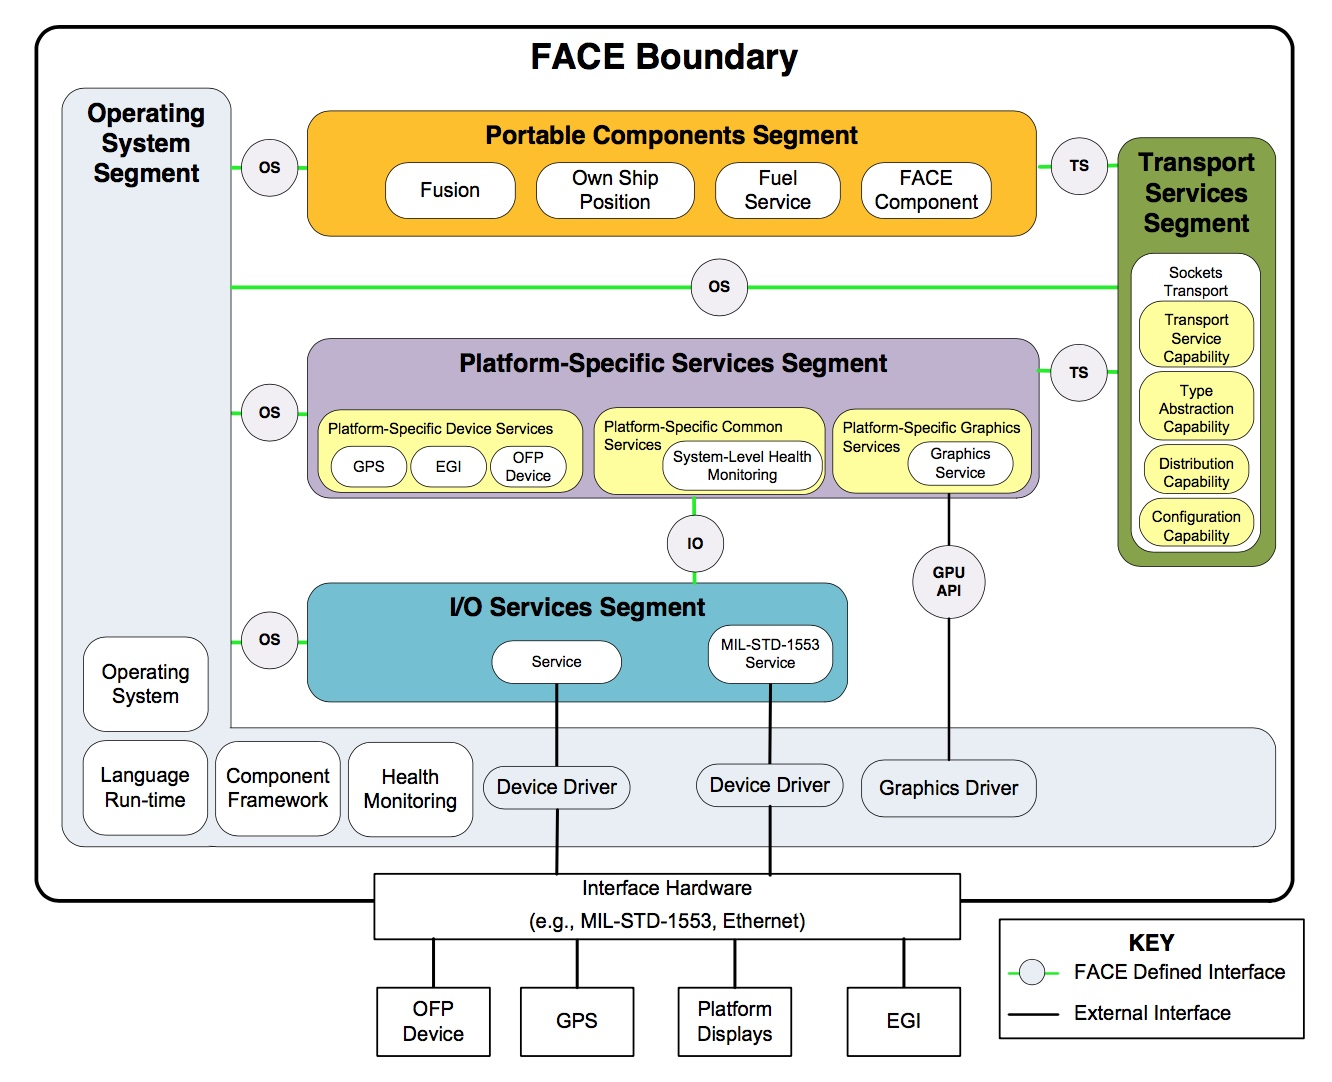 FACE Boundary
Operating
System
Segment
OS
Portable Components Segment
Fusion
Own Ship
Position
Fuel
Service
FACE
Component
TS
Transport
Services
Segment
Sockets
Transport
Transport
Service
Capability
Type
Abstraction
Capability
Distribution
Capability
Configuration
Capability
OS
OS
Platform-Specific Services Segment
TS
Platform-Specific Device Services
GPS
EGI
OFP
Device
Platform-Specific Common
Services
System-Level Health
Monitoring
Platform-Specific Graphics
Services
Graphics
Service
IO
GPU
API
OS
I/O Services Segment
Service
MIL-STD-1553
Service
Operating
System
Language
Run-time
Component
Framework
Health
Monitoring
Device Driver
Device Driver
Graphics Driver
Interface Hardware
(e.g., MIL-STD-1553, Ethernet)
OFP
Device
GPS
Platform
Displays
EGI
KEY
FACE Defined Interface
External Interface